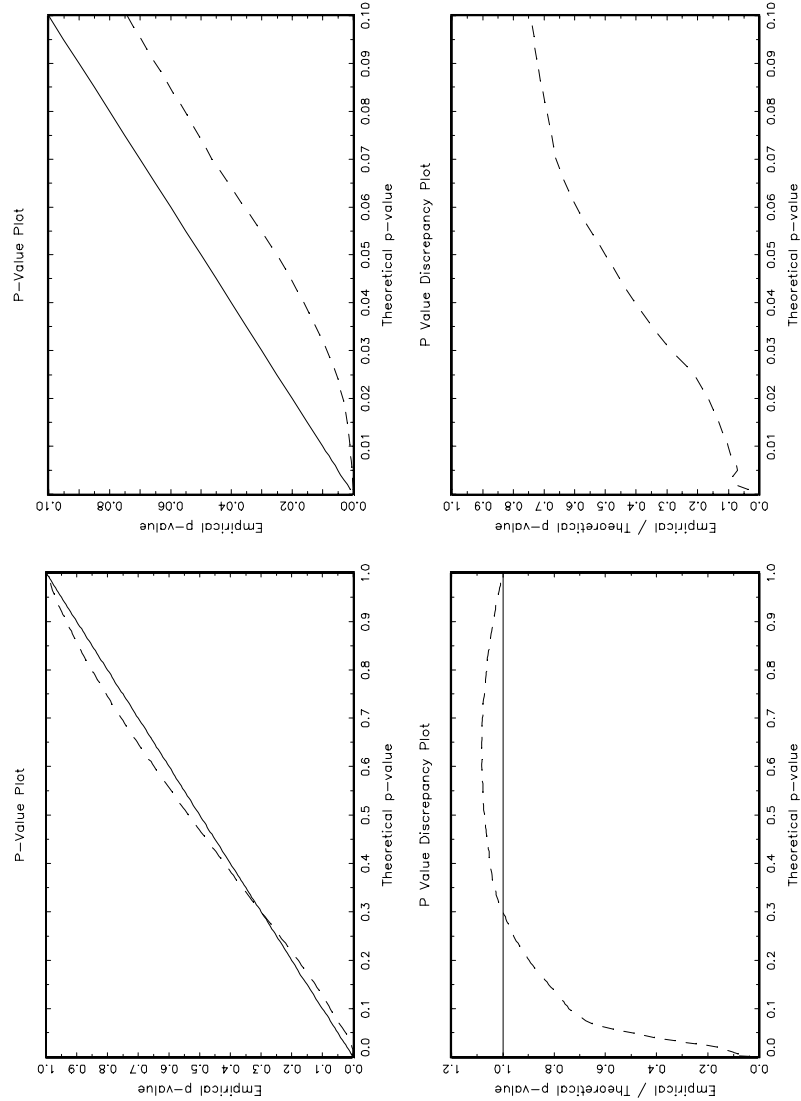 P-Value Plot
1.0
0.9
0.8
0.7
0.6
0.5
0.4
0.3
0.2
0.1
0.0
Empirical p-value
0.0 0.1 0.2 0.3 0.4 0.5 0.6 0.7 0.8 0.9 1.0
Theoretical p-value
P-Value Plot
0.10
0.08
0.06
0.04
0.02
0.00
Empirical p-value
0.01 0.02 0.03 0.04 0.05 0.06 0.07 0.08 0.09 0.10
Theoretical p-value
P Value Discrepancy Plot
1.2
1.0
0.8
0.6
0.4
0.2
0.0
Empirical / Theoretical p-value
0.0 0.1 0.2 0.3 0.4 0.5 0.6 0.7 0.8 0.9 1.0
Theoretical p-value
P Value Discrepancy Plot
1.0
0.9
0.8
0.7
0.6
0.5
0.4
0.3
0.2
0.1
0.0
Empirical / Theoretical p-value
0.01 0.02 0.03 0.04 0.05 0.06 0.07 0.08 0.09 0.10
Theoretical p-value